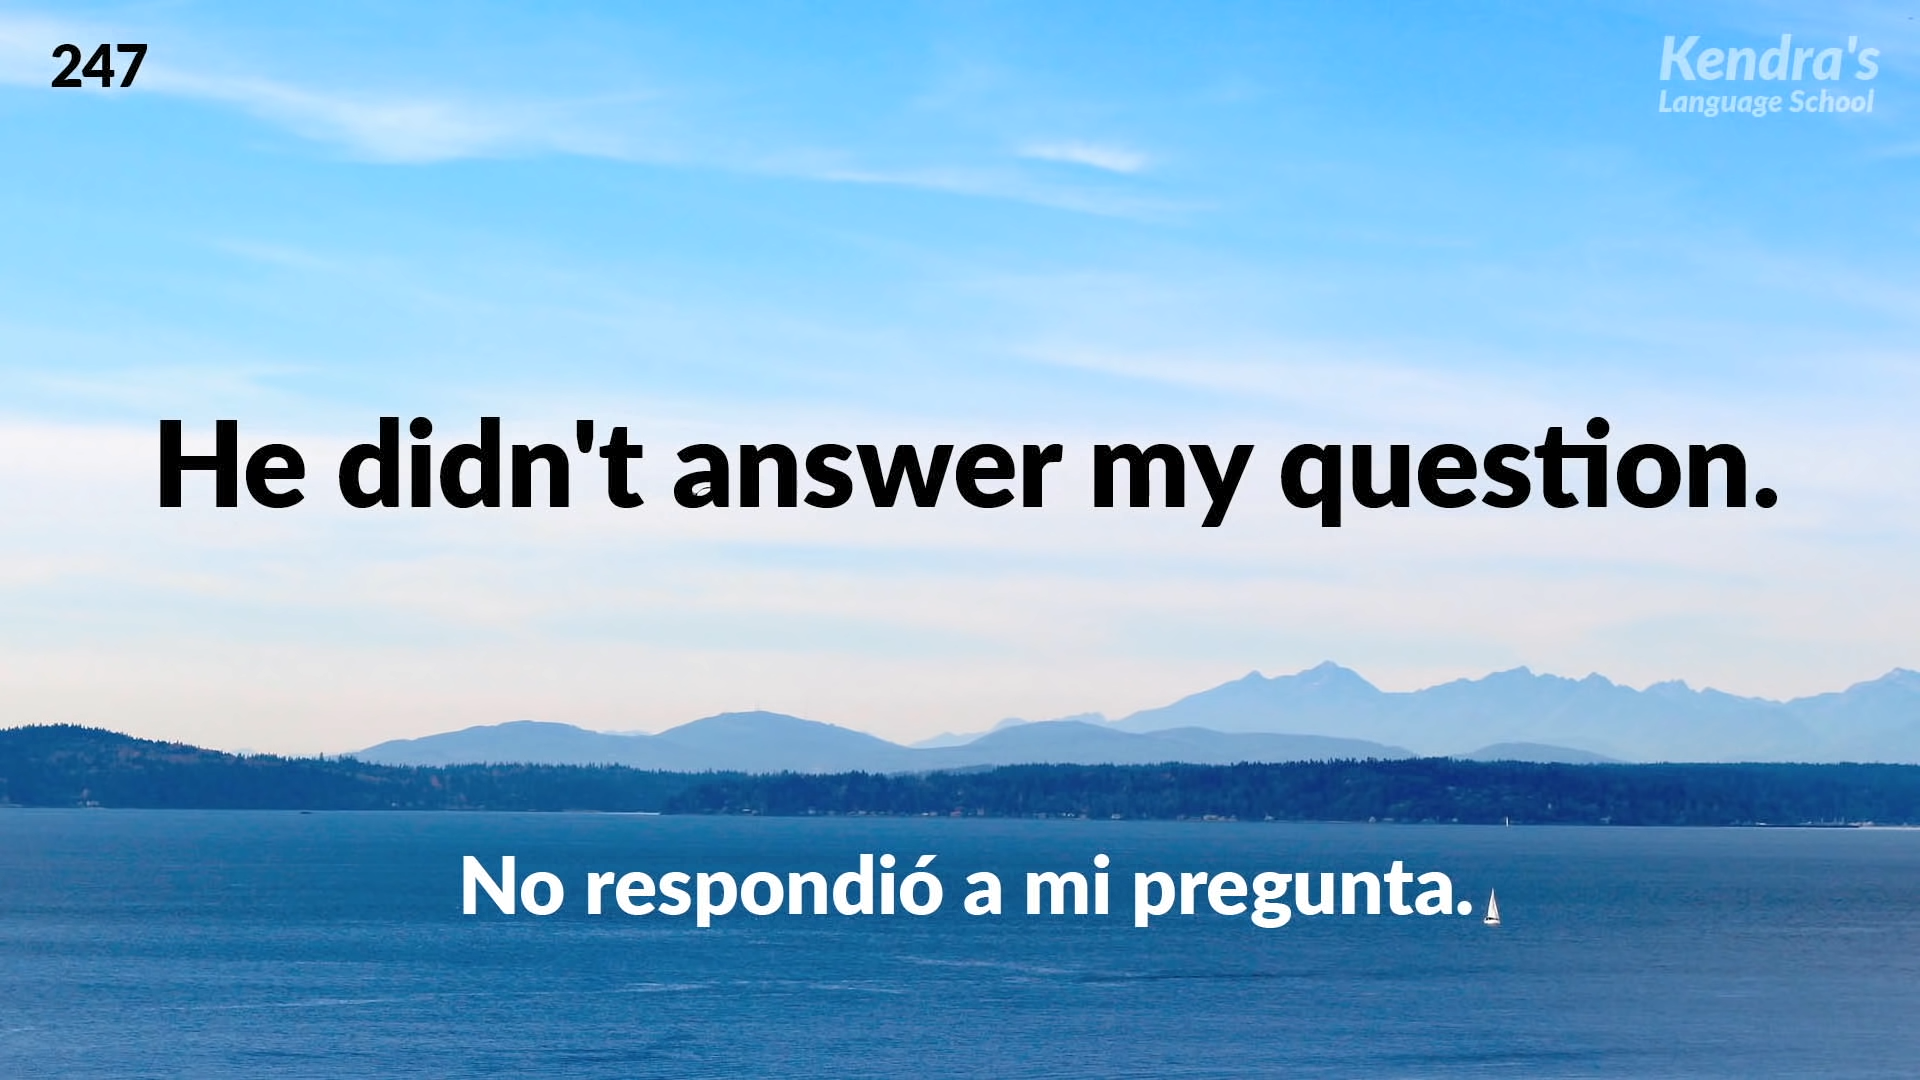 247
Kendra's
Language School
He didn't answer my question.
No respondió a mi pregunta.